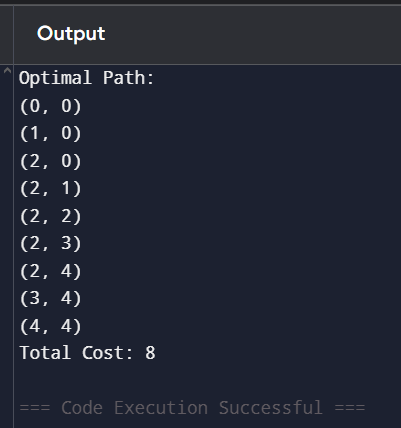 Output
Optimal Path:
(0, 0)
(1, 0)
(2, 0)
(2, 1)
(2, 2)
(2, 3)
(2, 4)
(3, 4)
(4, 4)
Total Cost: 8
=== Code Execution Successful ===